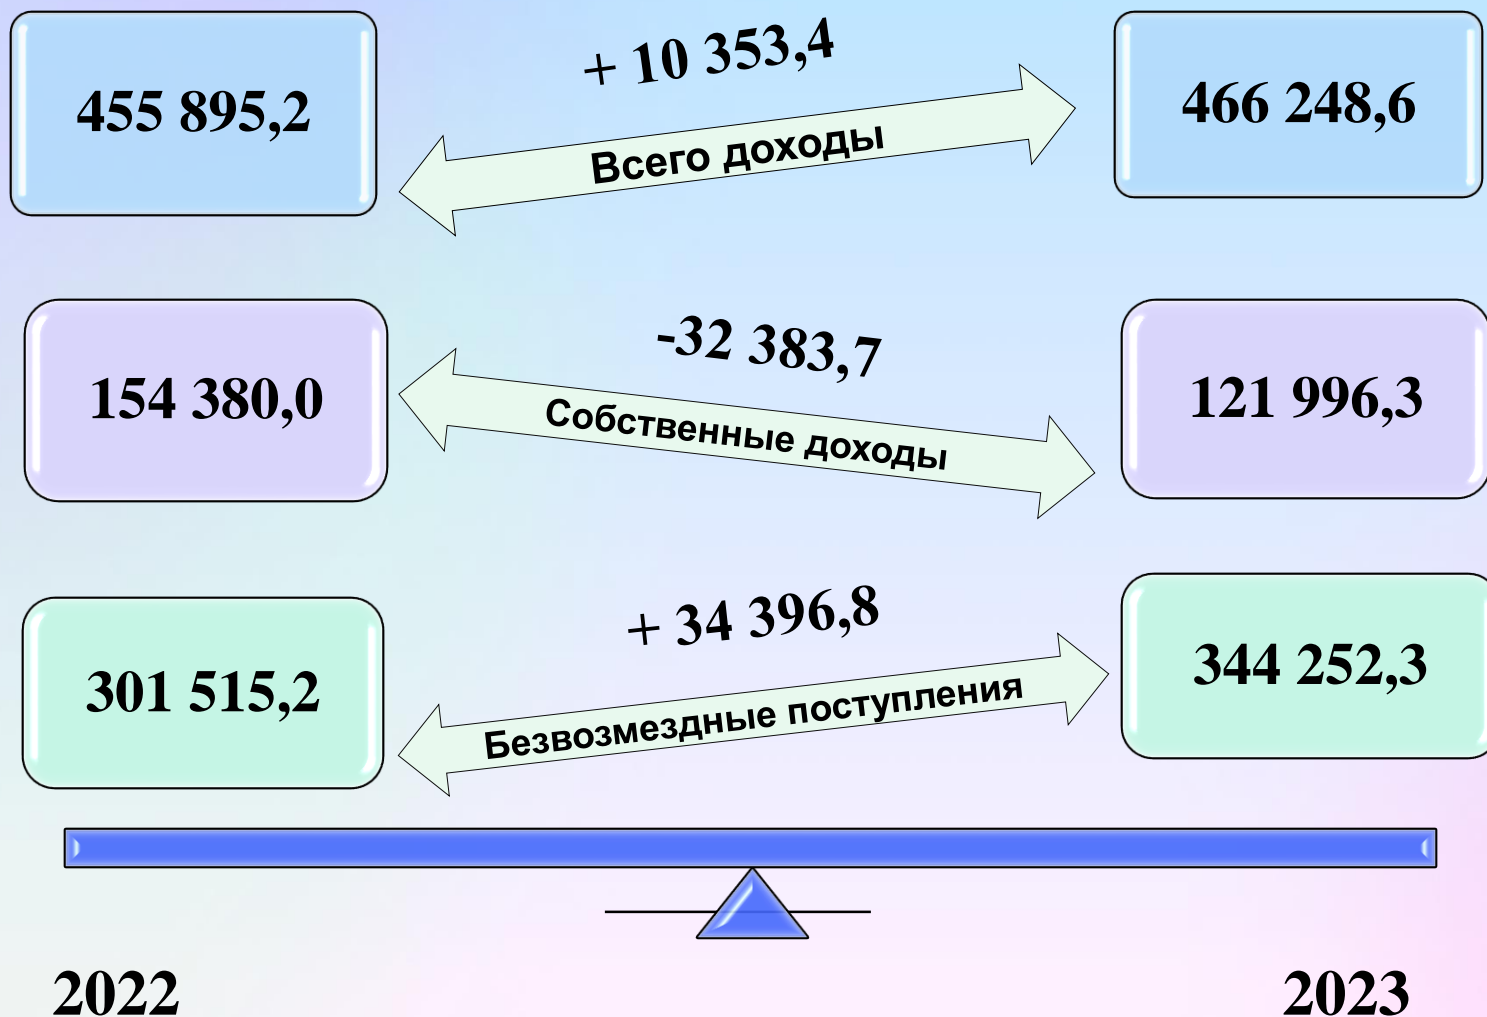 + 10 353,4
455 895,2
Всего доходы
466 248,6
-32 383,7
154 380,0
Собственные доходы
121 996,3
+ 34 396,8
301 515,2
Безвозмездные поступления
344 252,3
2022
2023